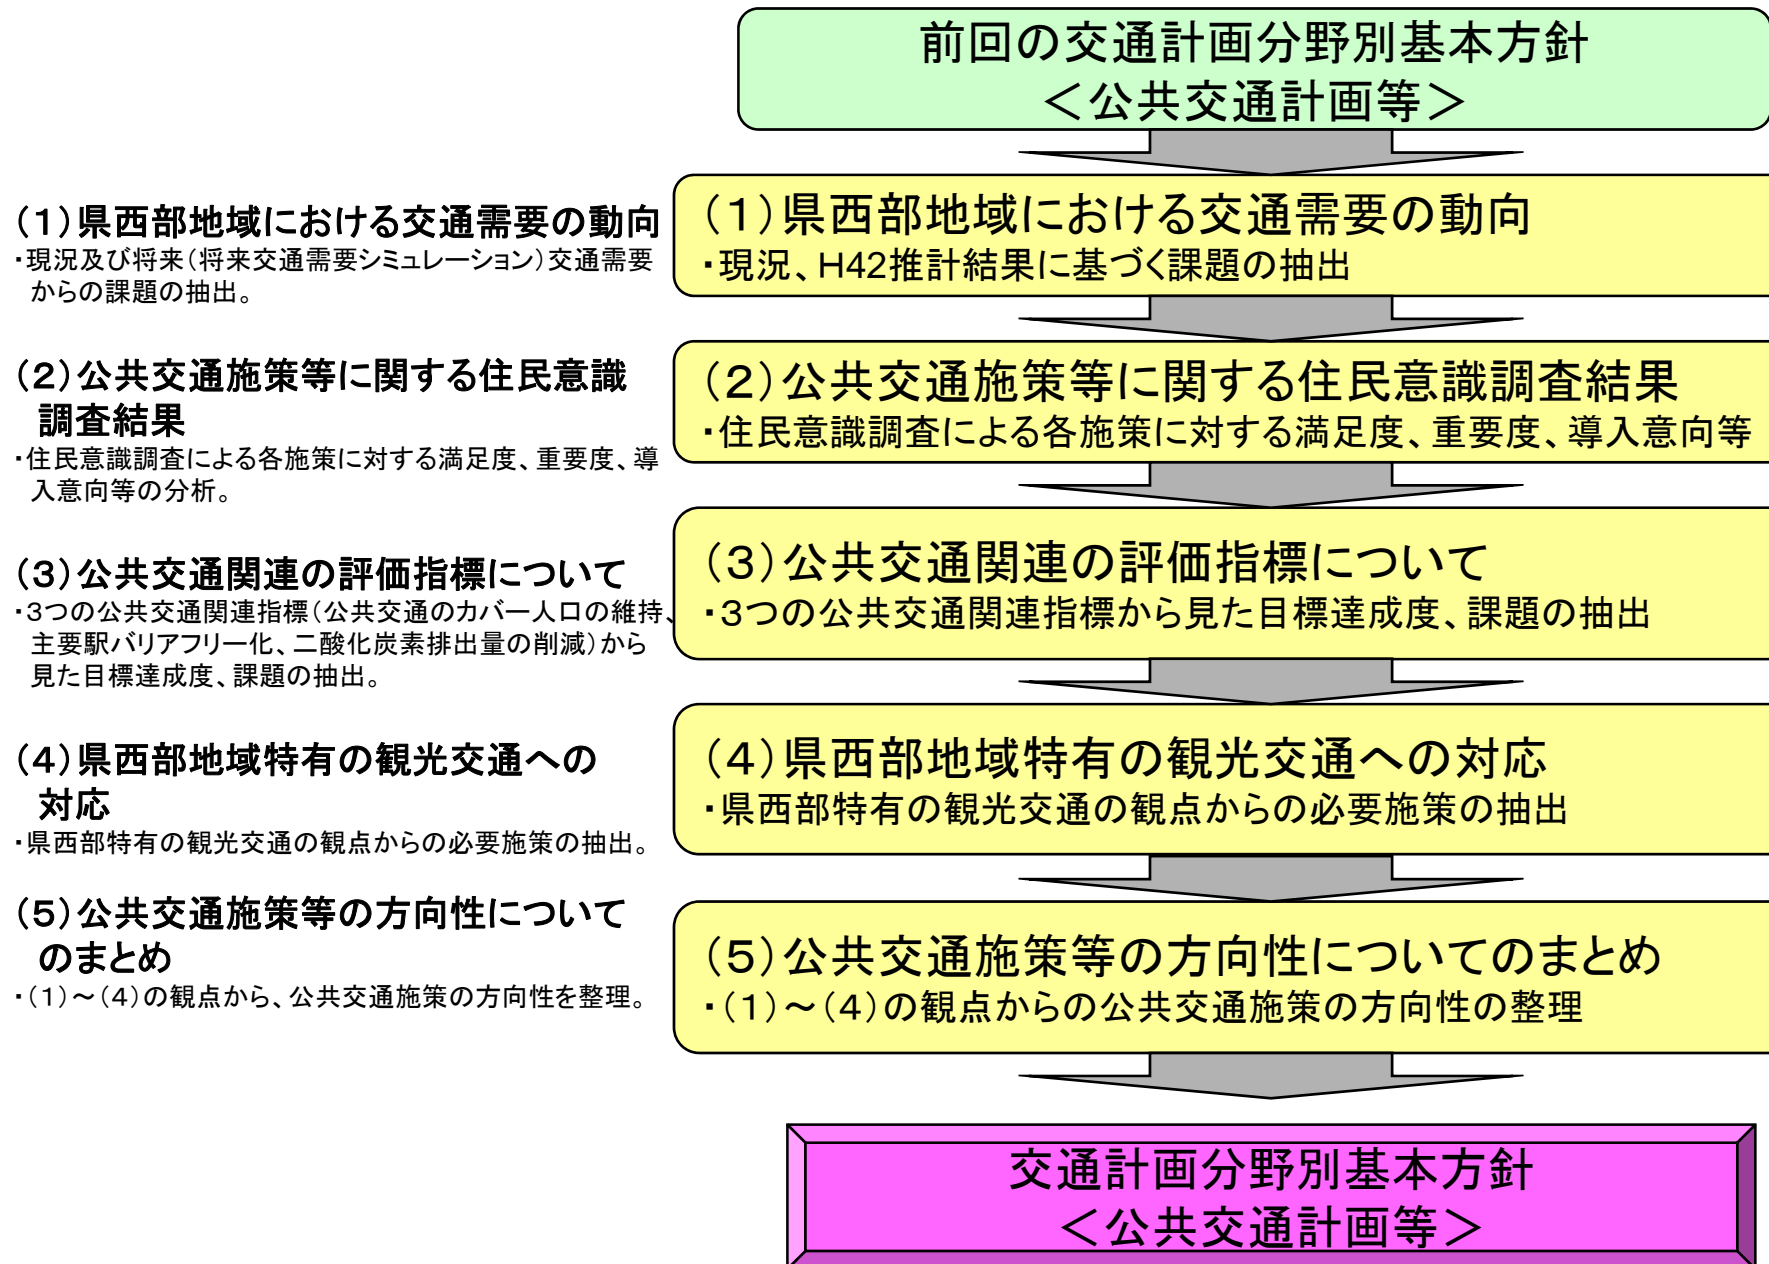 前回の交通計画分野別基本方針
＜公共交通計画等＞
(1)県西部地域における交通需要の動向
・現況及び将来(将来交通需要シミュレーション)交通需要
からの課題の抽出。
(2)公共交通施策等に関する住民意識
調査結果
・住民意識調査による各施策に対する満足度、重要度、導
入意向等の分析。
(3)公共交通関連の評価指標について
・3つの公共交通関連指標(公共交通のカバー人口の維持、
主要駅バリアフリー化、二酸化炭素排出量の削減)から
見た目標達成度、課題の抽出。
(4)県西部地域特有の観光交通への
対応
・県西部特有の観光交通の観点からの必要施策の抽出。
(5)公共交通施策等の方向性について
のまとめ
・(1)～(4)の観点から、公共交通施策の方向性を整理。
(1)県西部地域における交通需要の動向
・現況、H42推計結果に基づく課題の抽出
(2)公共交通施策等に関する住民意識調査結果
・住民意識調査による各施策に対する満足度、重要度、導入意向等
(3)公共交通関連の評価指標について
・3つの公共交通関連指標から見た目標達成度、課題の抽出
(4)県西部地域特有の観光交通への対応
・県西部特有の観光交通の観点からの必要施策の抽出
(5)公共交通施策等の方向性についてのまとめ
・(1)～(4)の観点からの公共交通施策の方向性の整理
交通計画分野別基本方針
＜公共交通計画等＞